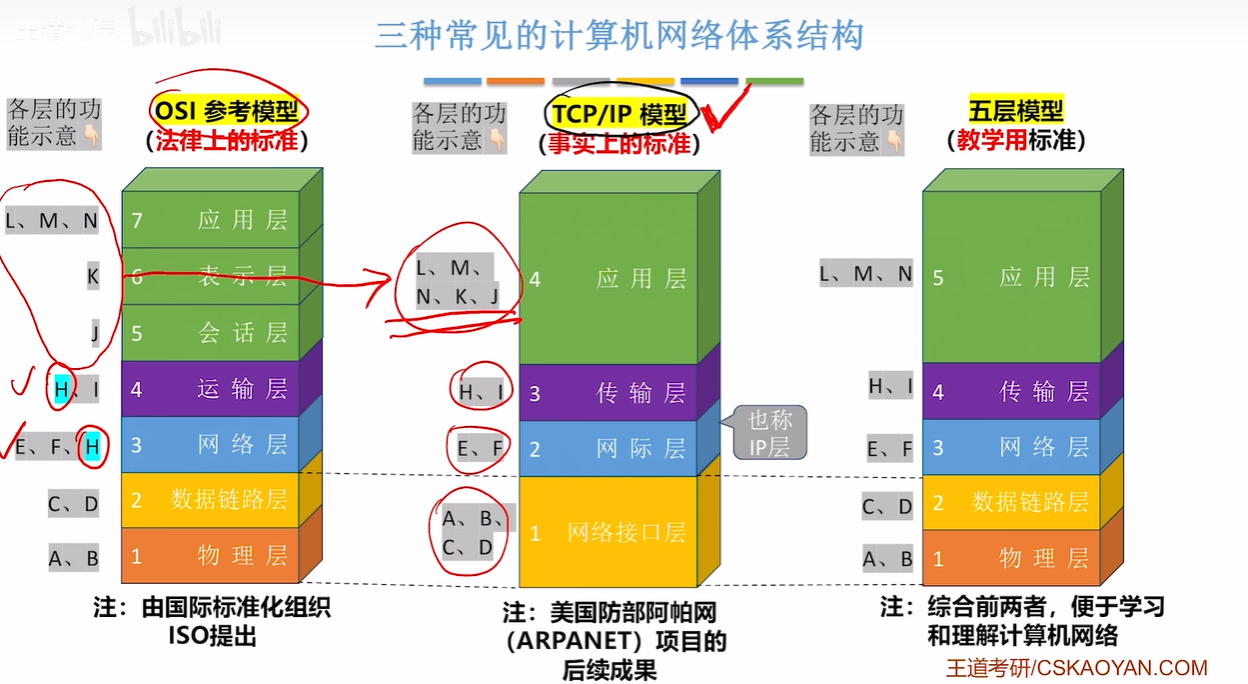 bilibili
三种常见的计算机网络体系结构
各层的功
能示意
OSI 参考模型
(法律上的标准)
L、M、N
K
J
H、I
E、F、H
C、D
A、B
7 应用层
6 表示层
5 会话层
4 运输层
3 网络层
2 数据链路层
1 物理层
注：由国际标准化组织
ISO提出
各层的功
能示意
TCP/IP 模型
(事实上的标准)
L、M、
N、K、J
H、I
E、F
A、B、
C、D
4 应用层
3 传输层
2 网际层
1 网络接口层
也称
IP层
注：美国防部阿帕网
（ARPANET）项目的
后续成果
各层的功
能示意
五层模型
(教学用标准)
L、M、N
H、I
E、F
C、D
A、B
5 应用层
4 传输层
3 网络层
2 数据链路层
1 物理层
注：综合前两者，便于学习
和理解计算机网络
王道考研/CSKAOYAN.COM